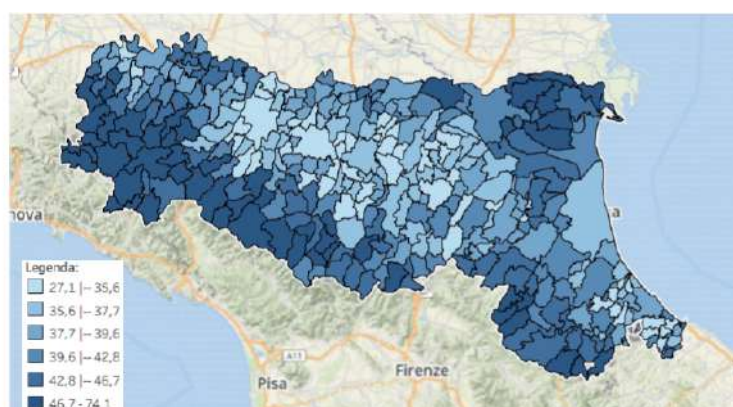 nova
a
Legenda:
27,1 |-- 35,6
35,6 |-- 37,7
37,7 |-- 39,6
39,6 |-- 42,8
42,8 |-- 46,7
46,7 - 74,1
A11
Pisa
Firenze